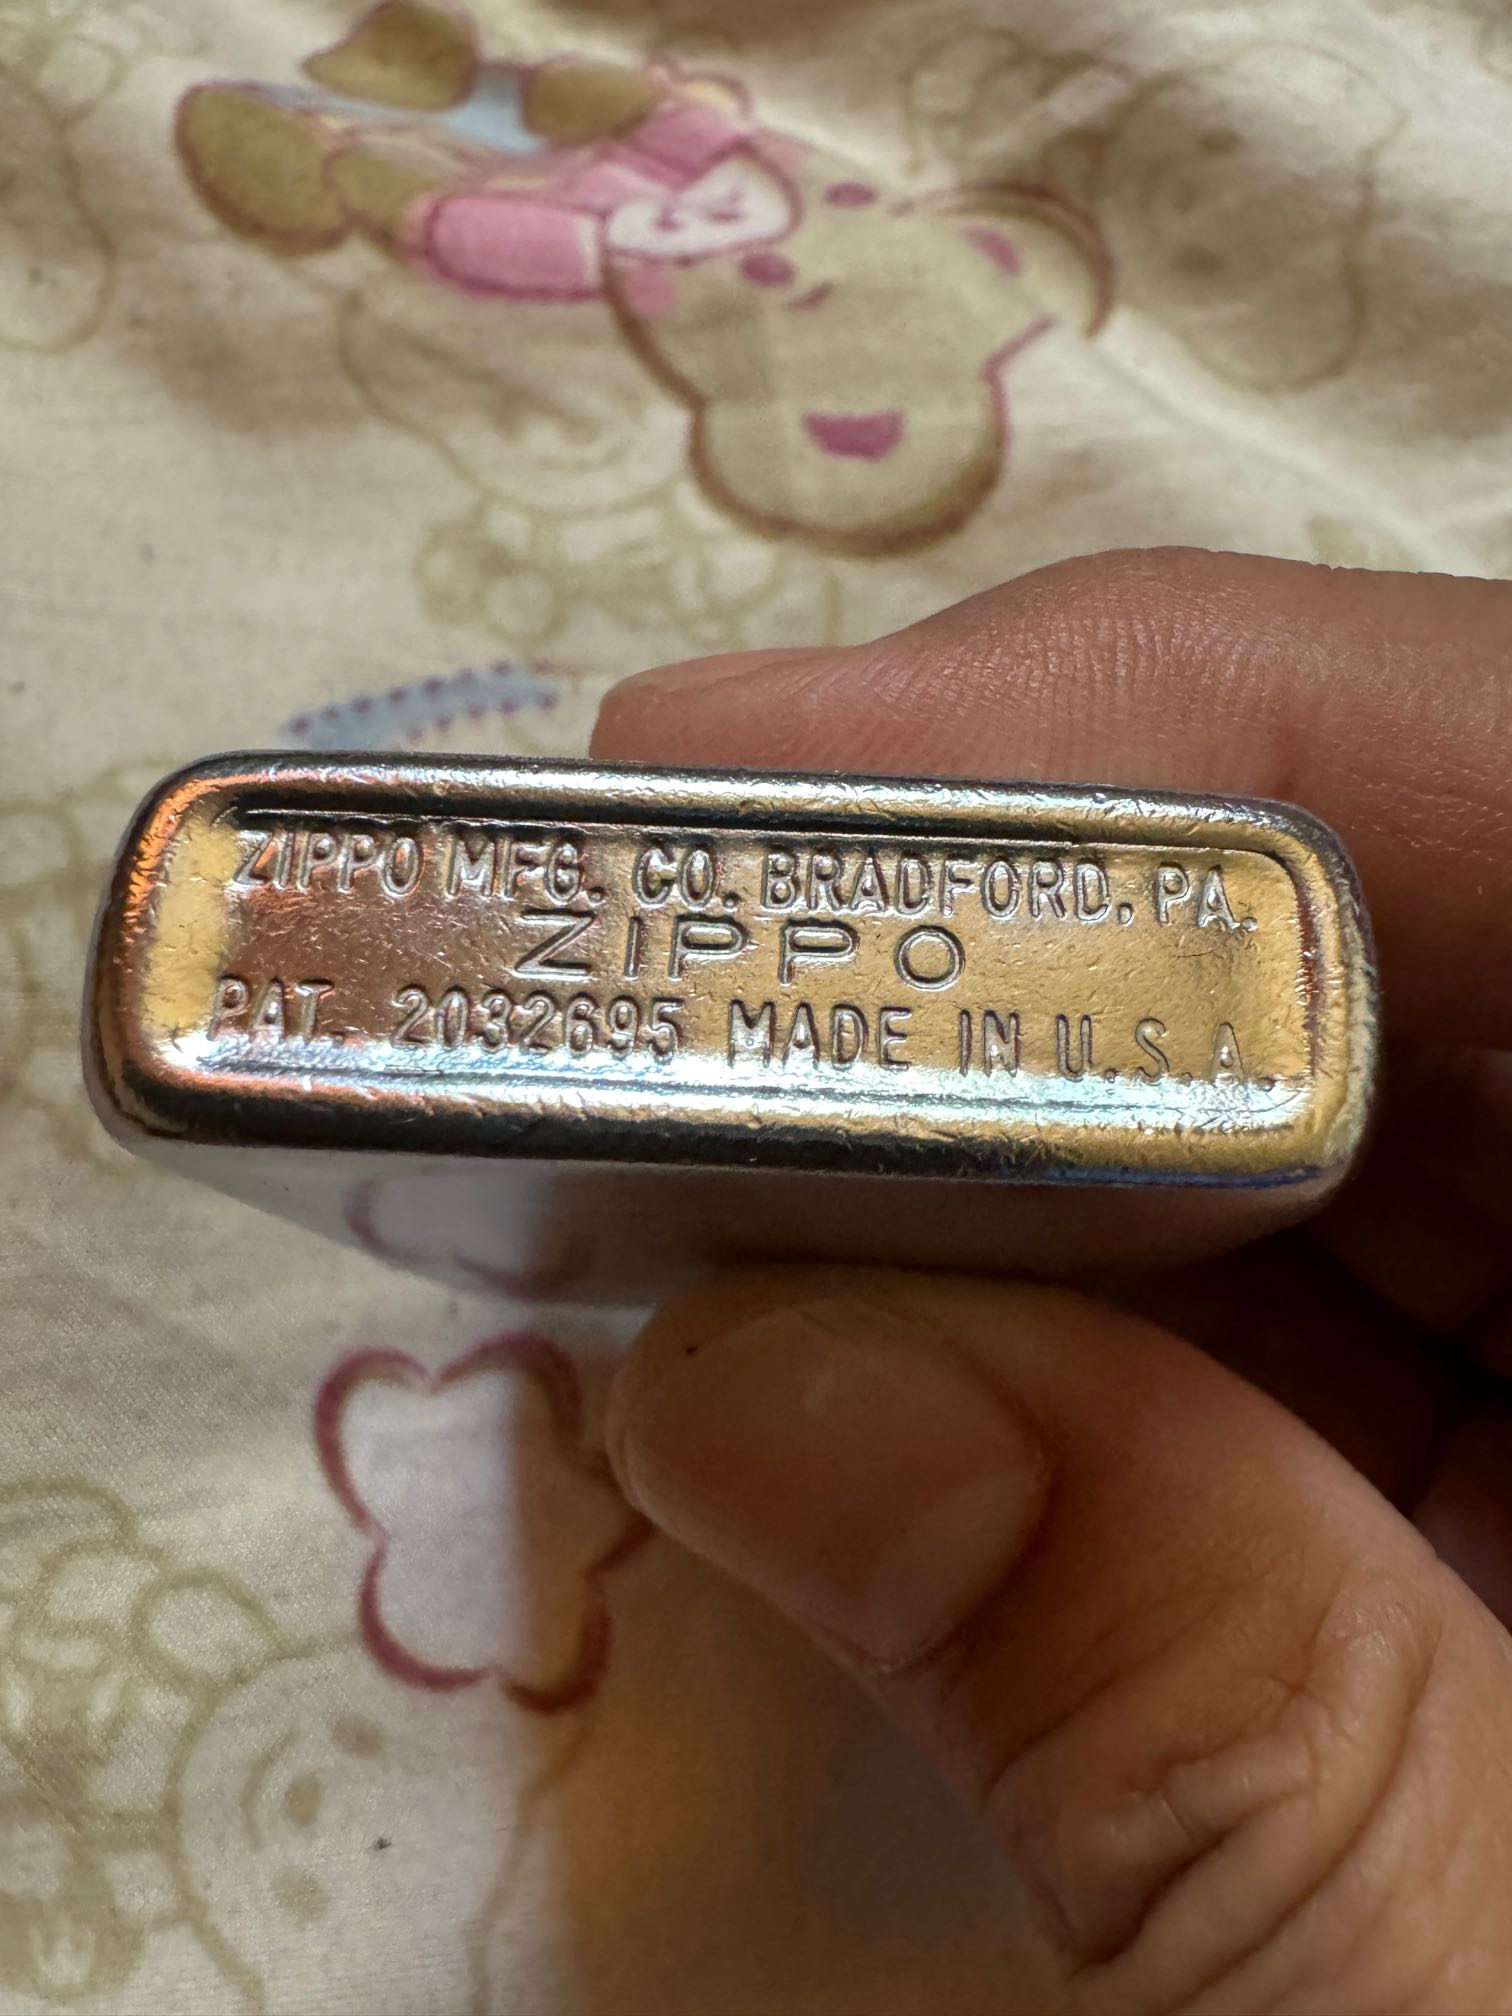 ZIPPO MFG. CO. BRADFORD, PA.
ZIPPO
PAT. 2032695 MADE IN U.S.A.